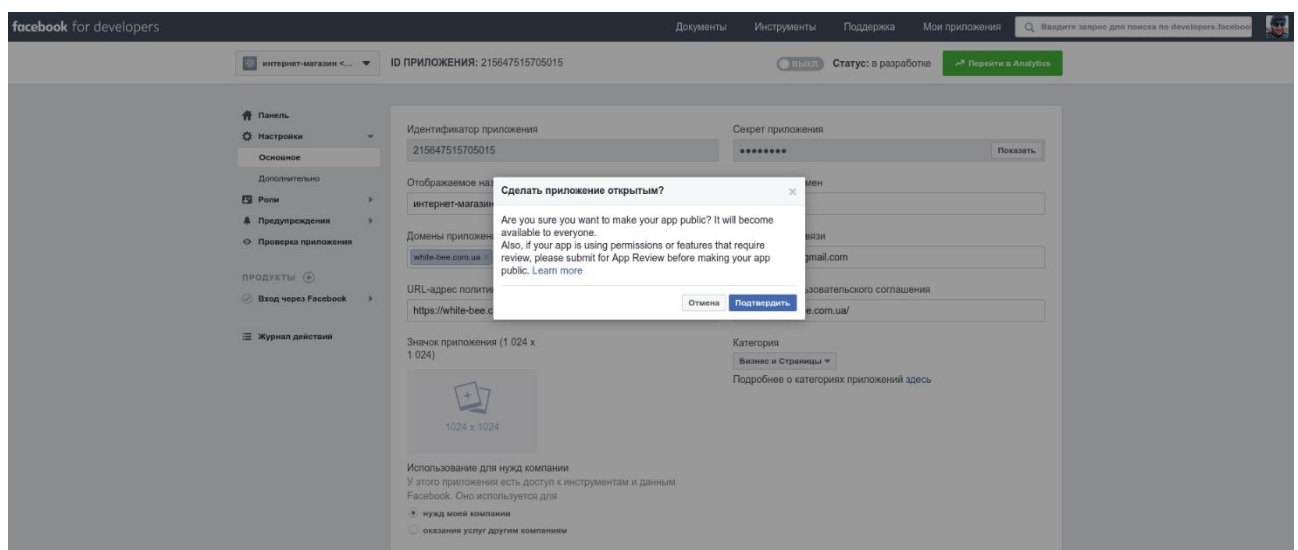 facebook for developers
Документы
Инструменты
Поддержка
Мои приложения
Введите запрос для поиска по developers.facebook
интернет-магазин <...
ID ПРИЛОЖЕНИЯ: 215647515705015
ВЫКЛ
Статус: в разработке
Перейти в Analytics
Панель
Настройки
Основное
Дополнительно
Роли
Предупреждения
Проверка приложения
ПРОДУКТЫ
Вход через Facebook
Журнал действий
Идентификатор приложения
215647515705015
Секрет приложения
Показать
Отображаемое наз
интернет-магазин
мен
Домены приложен
white-bee.com.ua
вязи
gmail.com
URL-адрес полити
https://white-bee.c
зовательского соглашения
e.com.ua/
Сделать приложение открытым?
Are you sure you want to make your app public? It will become
available to everyone.
Also, if your app is using permissions or features that require
review, please submit for App Review before making your app
public. Learn more
Отмена
Подтвердить
Значок приложения (1 024 x
1 024)
1024 x 1024
Категория
Бизнес и Страницы
Подробнее о категориях приложений здесь
Использование для нужд компании
У этого приложения есть доступ к инструментам и данным
Facebook. Оно используется для
нужд моей компании
оказания услуг другим компаниям